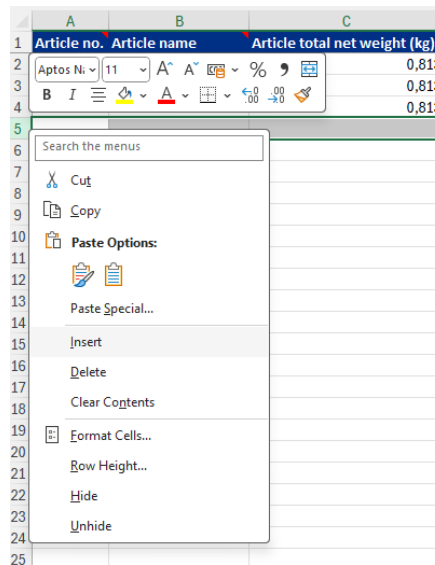 A B C
1 Article no. Article name Article total net weight (kg)
2 Aptos Na 11 A A % 0,81
3 B I A 0,81
4 0,81
5
6 Search the menus
7
8 Cut
9 Copy
10 Paste Options:
11
12
13 Paste Special...
14
15 Insert
16 Delete
17
18 Clear Contents
19 Format Cells...
20
21 Row Height...
22 Hide
23
24 Unhide
25